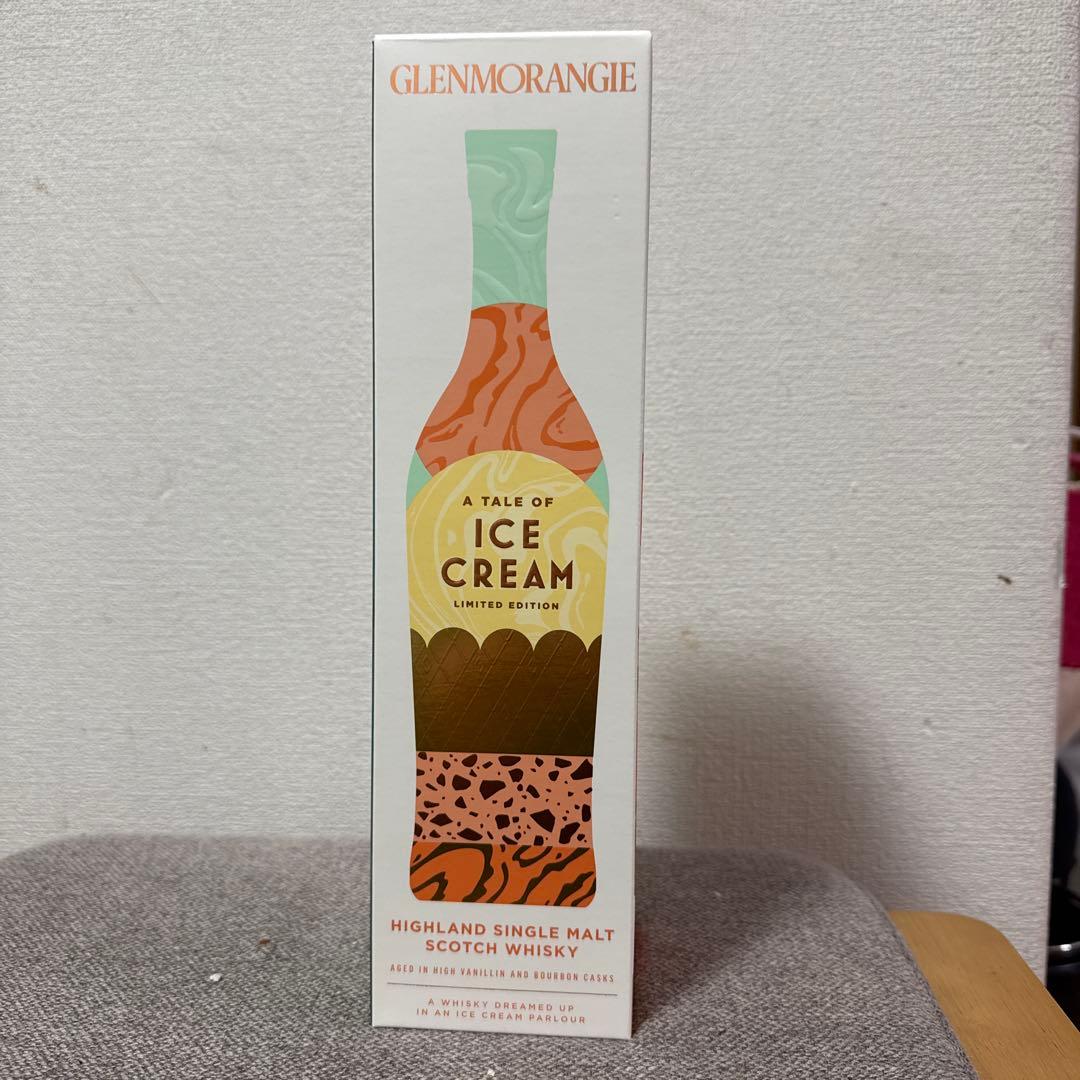 GLENMORANGIE
A TALE OF
ICE
CREAM
LIMITED EDITION
HIGHLAND SINGLE MALT
SCOTCH WHISKY
AGED IN HIGH VANILLIN AND BOURBON CASKS
A WHISKY DREAMED UP
IN AN ICE CREAM PARLOUR